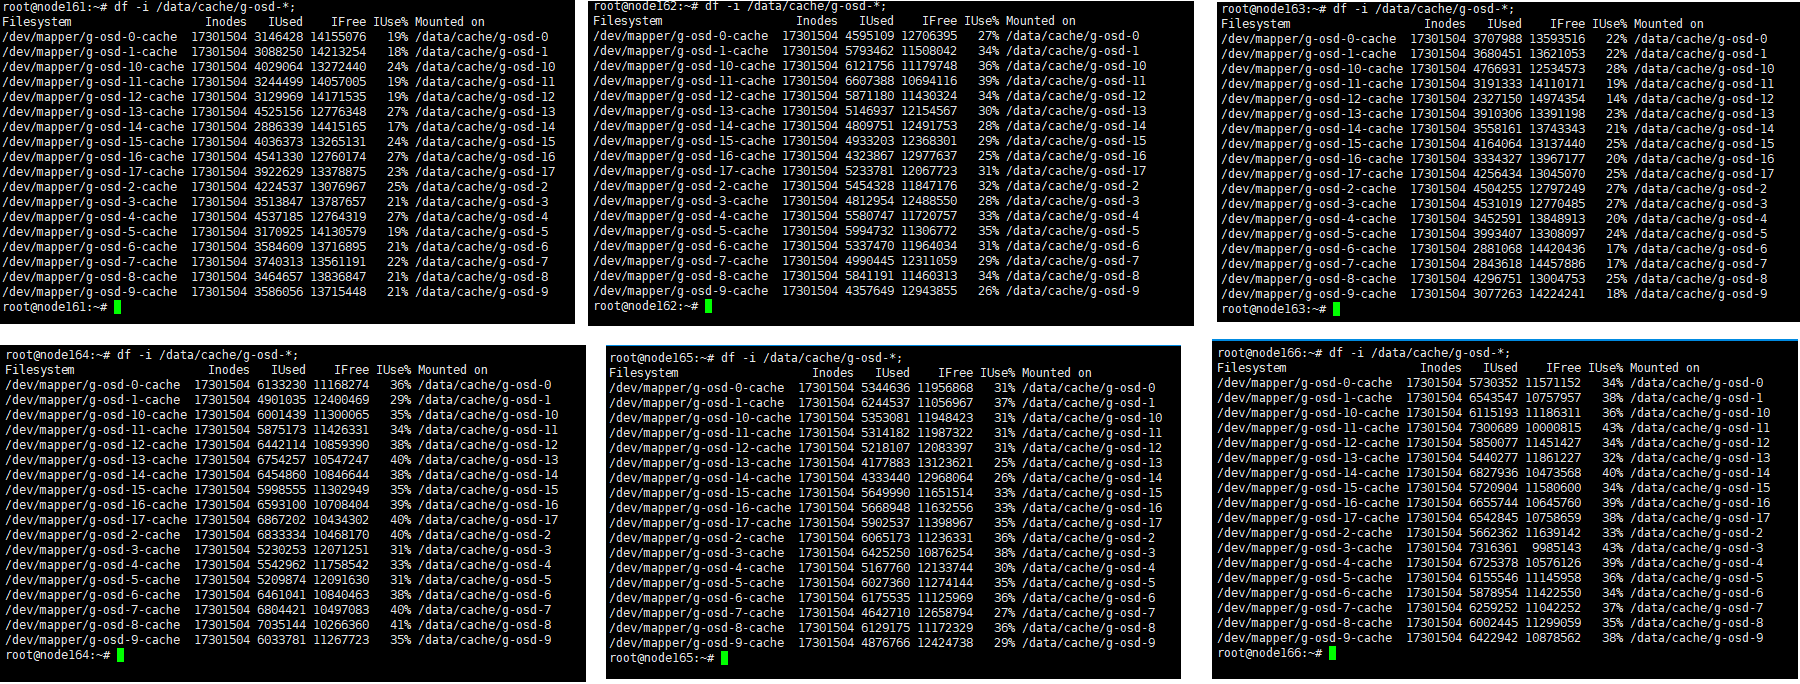 root@node161:~# df -i /data/cache/g-osd-*;
Filesystem Inodes IUsed IFree IUse% Mounted on
/dev/mapper/g-osd-0-cache 17301504 3146428 14155076 19% /data/cache/g-osd-0
/dev/mapper/g-osd-1-cache 17301504 3088250 14213254 18% /data/cache/g-osd-1
/dev/mapper/g-osd-10-cache 17301504 4029064 13272440 24% /data/cache/g-osd-10
/dev/mapper/g-osd-11-cache 17301504 3244499 14057005 19% /data/cache/g-osd-11
/dev/mapper/g-osd-12-cache 17301504 3129969 14171535 19% /data/cache/g-osd-12
/dev/mapper/g-osd-13-cache 17301504 4525156 12776348 27% /data/cache/g-osd-13
/dev/mapper/g-osd-14-cache 17301504 2886339 14415165 17% /data/cache/g-osd-14
/dev/mapper/g-osd-15-cache 17301504 4036373 13265131 24% /data/cache/g-osd-15
/dev/mapper/g-osd-16-cache 17301504 4541330 12760174 27% /data/cache/g-osd-16
/dev/mapper/g-osd-17-cache 17301504 3922629 13378875 23% /data/cache/g-osd-17
/dev/mapper/g-osd-2-cache 17301504 4224537 13076967 25% /data/cache/g-osd-2
/dev/mapper/g-osd-3-cache 17301504 3513847 13787657 21% /data/cache/g-osd-3
/dev/mapper/g-osd-4-cache 17301504 4537185 12764319 27% /data/cache/g-osd-4
/dev/mapper/g-osd-5-cache 17301504 3170925 14130579 19% /data/cache/g-osd-5
/dev/mapper/g-osd-6-cache 17301504 3584609 13716895 21% /data/cache/g-osd-6
/dev/mapper/g-osd-7-cache 17301504 3740313 13561191 22% /data/cache/g-osd-7
/dev/mapper/g-osd-8-cache 17301504 3464657 13836847 21% /data/cache/g-osd-8
/dev/mapper/g-osd-9-cache 17301504 3586056 13715448 21% /data/cache/g-osd-9
root@node161:~#
root@node162:~# df -i /data/cache/g-osd-*;
Filesystem Inodes IUsed IFree IUse% Mounted on
/dev/mapper/g-osd-0-cache 17301504 4595109 12706395 27% /data/cache/g-osd-0
/dev/mapper/g-osd-1-cache 17301504 5793462 11508042 34% /data/cache/g-osd-1
/dev/mapper/g-osd-10-cache 17301504 6121756 11179748 36% /data/cache/g-osd-10
/dev/mapper/g-osd-11-cache 17301504 6607388 10694116 39% /data/cache/g-osd-11
/dev/mapper/g-osd-12-cache 17301504 5871180 11430324 34% /data/cache/g-osd-12
/dev/mapper/g-osd-13-cache 17301504 5146937 12154567 30% /data/cache/g-osd-13
/dev/mapper/g-osd-14-cache 17301504 4809751 12491753 28% /data/cache/g-osd-14
/dev/mapper/g-osd-15-cache 17301504 4933203 12368301 29% /data/cache/g-osd-15
/dev/mapper/g-osd-16-cache 17301504 4323867 12977637 25% /data/cache/g-osd-16
/dev/mapper/g-osd-17-cache 17301504 5233781 12067723 31% /data/cache/g-osd-17
/dev/mapper/g-osd-2-cache 17301504 5454328 11847176 32% /data/cache/g-osd-2
/dev/mapper/g-osd-3-cache 17301504 4812954 12488550 28% /data/cache/g-osd-3
/dev/mapper/g-osd-4-cache 17301504 5580747 11720757 33% /data/cache/g-osd-4
/dev/mapper/g-osd-5-cache 17301504 5994732 11306772 35% /data/cache/g-osd-5
/dev/mapper/g-osd-6-cache 17301504 5337470 11964034 31% /data/cache/g-osd-6
/dev/mapper/g-osd-7-cache 17301504 4990445 12311059 29% /data/cache/g-osd-7
/dev/mapper/g-osd-8-cache 17301504 5841191 11460313 34% /data/cache/g-osd-8
/dev/mapper/g-osd-9-cache 17301504 4357649 12943855 26% /data/cache/g-osd-9
root@node162:~#
root@node163:~# df -i /data/cache/g-osd-*;
Filesystem Inodes IUsed IFree IUse% Mounted on
/dev/mapper/g-osd-0-cache 17301504 3707988 13593516 22% /data/cache/g-osd-0
/dev/mapper/g-osd-1-cache 17301504 3680451 13621053 22% /data/cache/g-osd-1
/dev/mapper/g-osd-10-cache 17301504 4766931 12534573 28% /data/cache/g-osd-10
/dev/mapper/g-osd-11-cache 17301504 3191333 14110171 19% /data/cache/g-osd-11
/dev/mapper/g-osd-12-cache 17301504 2327150 14974354 14% /data/cache/g-osd-12
/dev/mapper/g-osd-13-cache 17301504 3910306 13391198 23% /data/cache/g-osd-13
/dev/mapper/g-osd-14-cache 17301504 3558161 13743343 21% /data/cache/g-osd-14
/dev/mapper/g-osd-15-cache 17301504 4164064 13137440 25% /data/cache/g-osd-15
/dev/mapper/g-osd-16-cache 17301504 3334327 13967177 20% /data/cache/g-osd-16
/dev/mapper/g-osd-17-cache 17301504 4256434 13045070 25% /data/cache/g-osd-17
/dev/mapper/g-osd-2-cache 17301504 4504255 12797249 27% /data/cache/g-osd-2
/dev/mapper/g-osd-3-cache 17301504 4531019 12770485 27% /data/cache/g-osd-3
/dev/mapper/g-osd-4-cache 17301504 3452591 13848913 20% /data/cache/g-osd-4
/dev/mapper/g-osd-5-cache 17301504 3993407 13308097 24% /data/cache/g-osd-5
/dev/mapper/g-osd-6-cache 17301504 2881068 14420436 17% /data/cache/g-osd-6
/dev/mapper/g-osd-7-cache 17301504 2843618 14457886 17% /data/cache/g-osd-7
/dev/mapper/g-osd-8-cache 17301504 4296751 13004753 25% /data/cache/g-osd-8
/dev/mapper/g-osd-9-cache 17301504 3077263 14224241 18% /data/cache/g-osd-9
root@node163:~#
root@node164:~# df -i /data/cache/g-osd-*;
Filesystem Inodes IUsed IFree IUse% Mounted on
/dev/mapper/g-osd-0-cache 17301504 6133230 11168274 36% /data/cache/g-osd-0
/dev/mapper/g-osd-1-cache 17301504 4901035 12400469 29% /data/cache/g-osd-1
/dev/mapper/g-osd-10-cache 17301504 6001439 11300065 35% /data/cache/g-osd-10
/dev/mapper/g-osd-11-cache 17301504 5875173 11426331 34% /data/cache/g-osd-11
/dev/mapper/g-osd-12-cache 17301504 6442114 10859390 38% /data/cache/g-osd-12
/dev/mapper/g-osd-13-cache 17301504 6754257 10547247 40% /data/cache/g-osd-13
/dev/mapper/g-osd-14-cache 17301504 6454860 10846644 38% /data/cache/g-osd-14
/dev/mapper/g-osd-15-cache 17301504 5998555 11302949 35% /data/cache/g-osd-15
/dev/mapper/g-osd-16-cache 17301504 6593100 10708404 39% /data/cache/g-osd-16
/dev/mapper/g-osd-17-cache 17301504 6867202 10434302 40% /data/cache/g-osd-17
/dev/mapper/g-osd-2-cache 17301504 6833334 10468170 40% /data/cache/g-osd-2
/dev/mapper/g-osd-3-cache 17301504 5230253 12071251 31% /data/cache/g-osd-3
/dev/mapper/g-osd-4-cache 17301504 5542962 11758542 33% /data/cache/g-osd-4
/dev/mapper/g-osd-5-cache 17301504 5209874 12091630 31% /data/cache/g-osd-5
/dev/mapper/g-osd-6-cache 17301504 6461041 10840463 38% /data/cache/g-osd-6
/dev/mapper/g-osd-7-cache 17301504 6804421 10497083 40% /data/cache/g-osd-7
/dev/mapper/g-osd-8-cache 17301504 7035144 10266360 41% /data/cache/g-osd-8
/dev/mapper/g-osd-9-cache 17301504 6033781 11267723 35% /data/cache/g-osd-9
root@node164:~#
root@node165:~# df -i /data/cache/g-osd-*;
Filesystem Inodes IUsed IFree IUse% Mounted on
/dev/mapper/g-osd-0-cache 17301504 5344636 11956868 31% /data/cache/g-osd-0
/dev/mapper/g-osd-1-cache 17301504 6244537 11056967 37% /data/cache/g-osd-1
/dev/mapper/g-osd-10-cache 17301504 5353081 11948423 31% /data/cache/g-osd-10
/dev/mapper/g-osd-11-cache 17301504 5314182 11987322 31% /data/cache/g-osd-11
/dev/mapper/g-osd-12-cache 17301504 5218107 12083397 31% /data/cache/g-osd-12
/dev/mapper/g-osd-13-cache 17301504 4177883 13123621 25% /data/cache/g-osd-13
/dev/mapper/g-osd-14-cache 17301504 4333440 12968064 26% /data/cache/g-osd-14
/dev/mapper/g-osd-15-cache 17301504 5649990 11651514 33% /data/cache/g-osd-15
/dev/mapper/g-osd-16-cache 17301504 5668948 11632556 33% /data/cache/g-osd-16
/dev/mapper/g-osd-17-cache 17301504 5902537 11398967 35% /data/cache/g-osd-17
/dev/mapper/g-osd-2-cache 17301504 6065173 11236331 36% /data/cache/g-osd-2
/dev/mapper/g-osd-3-cache 17301504 6425250 10876254 38% /data/cache/g-osd-3
/dev/mapper/g-osd-4-cache 17301504 5167760 12133744 30% /data/cache/g-osd-4
/dev/mapper/g-osd-5-cache 17301504 6027360 11274144 35% /data/cache/g-osd-5
/dev/mapper/g-osd-6-cache 17301504 6175535 11125969 36% /data/cache/g-osd-6
/dev/mapper/g-osd-7-cache 17301504 4642710 12658794 27% /data/cache/g-osd-7
/dev/mapper/g-osd-8-cache 17301504 6129175 11172329 36% /data/cache/g-osd-8
/dev/mapper/g-osd-9-cache 17301504 4876766 12424738 29% /data/cache/g-osd-9
root@node165:~#
root@node166:~# df -i /data/cache/g-osd-*;
Filesystem Inodes IUsed IFree IUse% Mounted on
/dev/mapper/g-osd-0-cache 17301504 5730352 11571152 34% /data/cache/g-osd-0
/dev/mapper/g-osd-1-cache 17301504 6543547 10757957 38% /data/cache/g-osd-1
/dev/mapper/g-osd-10-cache 17301504 6115193 11186311 36% /data/cache/g-osd-10
/dev/mapper/g-osd-11-cache 17301504 7300689 10000815 43% /data/cache/g-osd-11
/dev/mapper/g-osd-12-cache 17301504 5850077 11451427 34% /data/cache/g-osd-12
/dev/mapper/g-osd-13-cache 17301504 5440277 11861227 32% /data/cache/g-osd-13
/dev/mapper/g-osd-14-cache 17301504 6827936 10473568 40% /data/cache/g-osd-14
/dev/mapper/g-osd-15-cache 17301504 5720904 11580600 34% /data/cache/g-osd-15
/dev/mapper/g-osd-16-cache 17301504 6655744 10645760 39% /data/cache/g-osd-16
/dev/mapper/g-osd-17-cache 17301504 6542845 10758659 38% /data/cache/g-osd-17
/dev/mapper/g-osd-2-cache 17301504 5662362 11639142 33% /data/cache/g-osd-2
/dev/mapper/g-osd-3-cache 17301504 7316361 9985143 43% /data/cache/g-osd-3
/dev/mapper/g-osd-4-cache 17301504 6725378 10576126 39% /data/cache/g-osd-4
/dev/mapper/g-osd-5-cache 17301504 6155546 11145958 36% /data/cache/g-osd-5
/dev/mapper/g-osd-6-cache 17301504 5878954 11422550 34% /data/cache/g-osd-6
/dev/mapper/g-osd-7-cache 17301504 6259252 11042252 37% /data/cache/g-osd-7
/dev/mapper/g-osd-8-cache 17301504 6002445 11299059 35% /data/cache/g-osd-8
/dev/mapper/g-osd-9-cache 17301504 6422942 10878562 38% /data/cache/g-osd-9
root@node166:~#